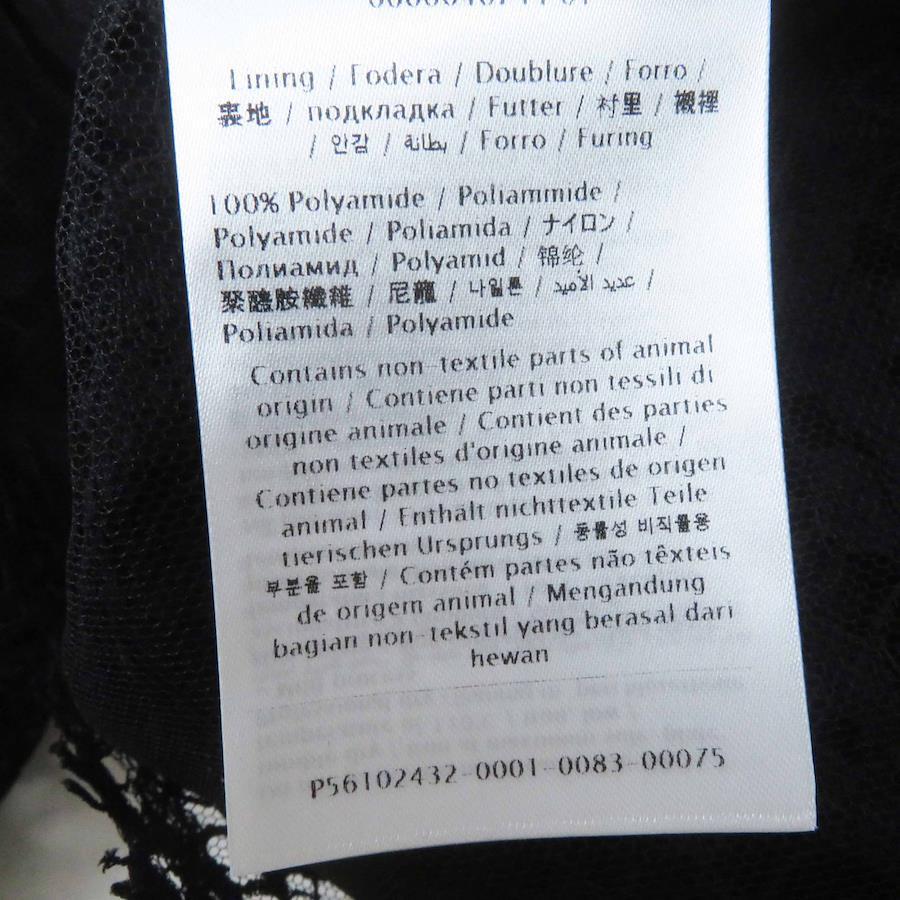 Lining / Fodera / Doublure / Forro /
裏地 / подкладка / Futter / 衬里 / 襯裡
/ 안감 / بطانة / Forro / Furing
100% Polyamide / Poliammide /
Polyamide / Poliamida / ナイロン /
Полиамид / Polyamid / 锦纶 /
聚醯胺纖維 / 尼龍 / 나일론 / عديد الأميد /
Poliamida / Polyamide
Contains non-textile parts of animal
origin / Contiene parti non tessili di
origine animale / Contient des parties
non textiles d'origine animale /
Contiene partes no textiles de origen
animal / Enthält nichttextile Teile
tierischen Ursprungs / 동물성 비직물용
부분을 포함 / Contém partes não têxteis
de origem animal / Mengandung
bagian non-tekstil yang berasal dari
hewan
P56102432-0001-0083-00075